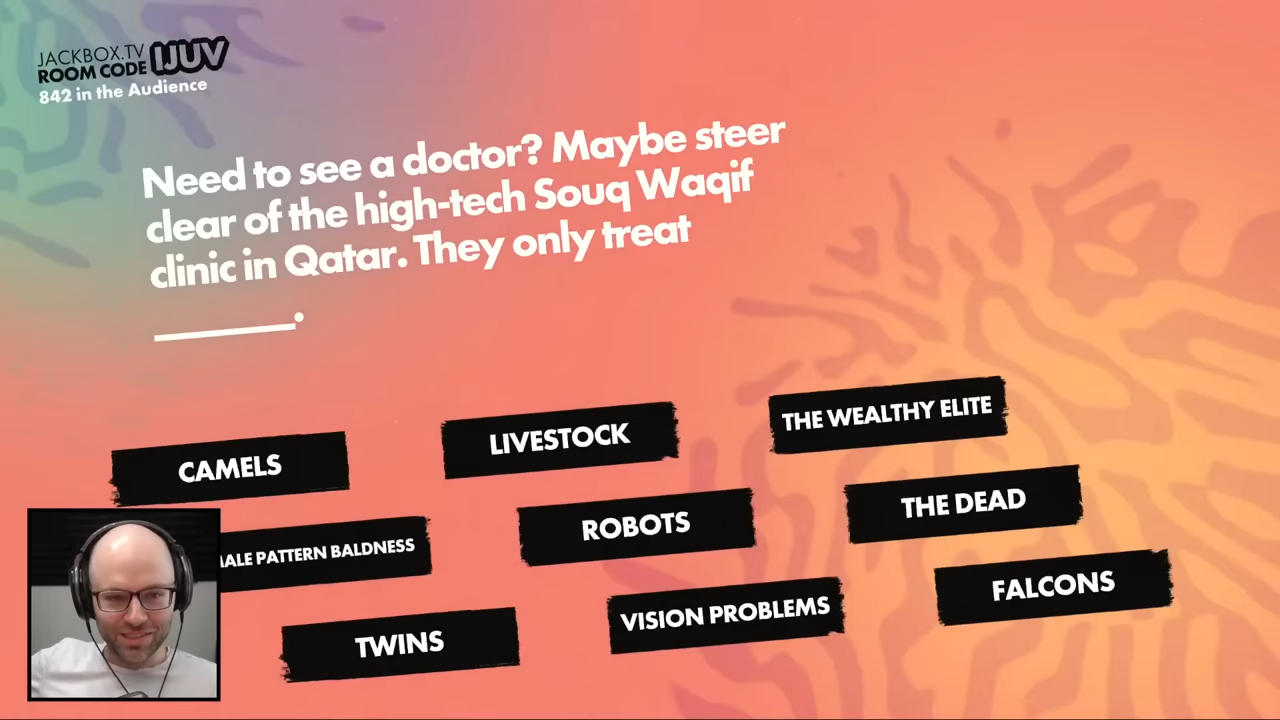 JACKBOX.TV
ROOM CODE IJUV
842 in the Audience
Need to see a doctor? Maybe steer
clear of the high-tech Souq Waqif
clinic in Qatar. They only treat
________.
CAMELS
LIVESTOCK
THE WEALTHY ELITE
ALE PATTERN BALDNESS
ROBOTS
THE DEAD
TWINS
VISION PROBLEMS
FALCONS